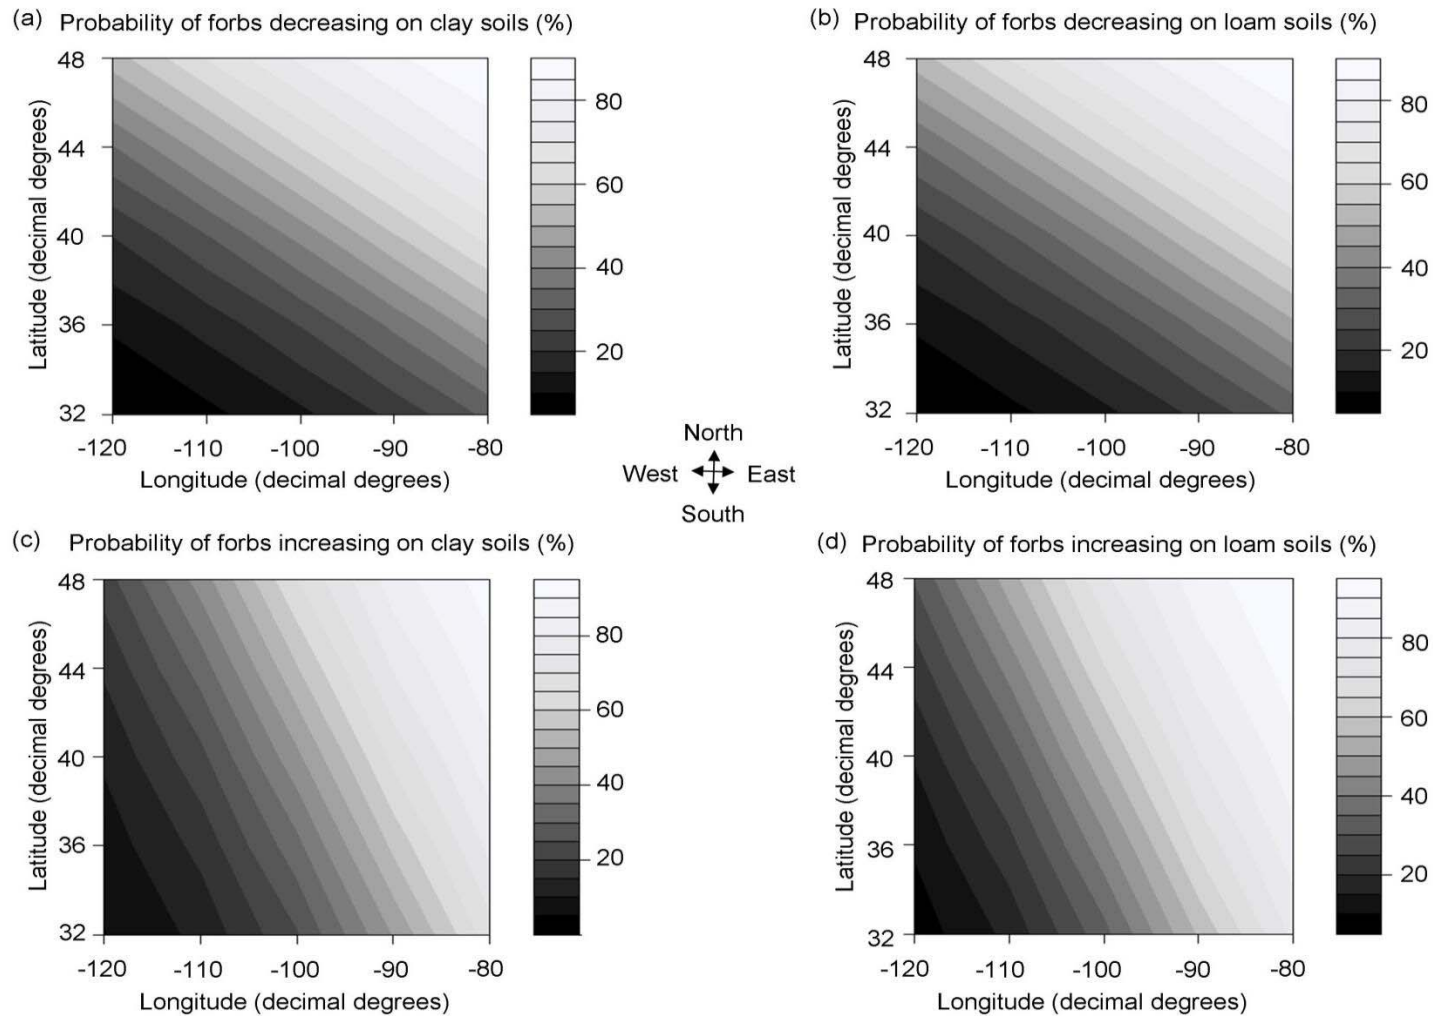 (a) Probability of forbs decreasing on clay soils (%)
48
44
40
36
32
-120 -110 -100 -90 -80
Latitude (decimal degrees)
Longitude (decimal degrees)
80
60
40
20
(b) Probability of forbs decreasing on loam soils (%)
48
44
40
36
32
-120 -110 -100 -90 -80
Latitude (decimal degrees)
Longitude (decimal degrees)
80
60
40
20
North
West East
South
(c) Probability of forbs increasing on clay soils (%)
48
44
40
36
32
-120 -110 -100 -90 -80
Latitude (decimal degrees)
Longitude (decimal degrees)
80
60
40
20
(d) Probability of forbs increasing on loam soils (%)
48
44
40
36
32
-120 -110 -100 -90 -80
Latitude (decimal degrees)
Longitude (decimal degrees)
80
60
40
20